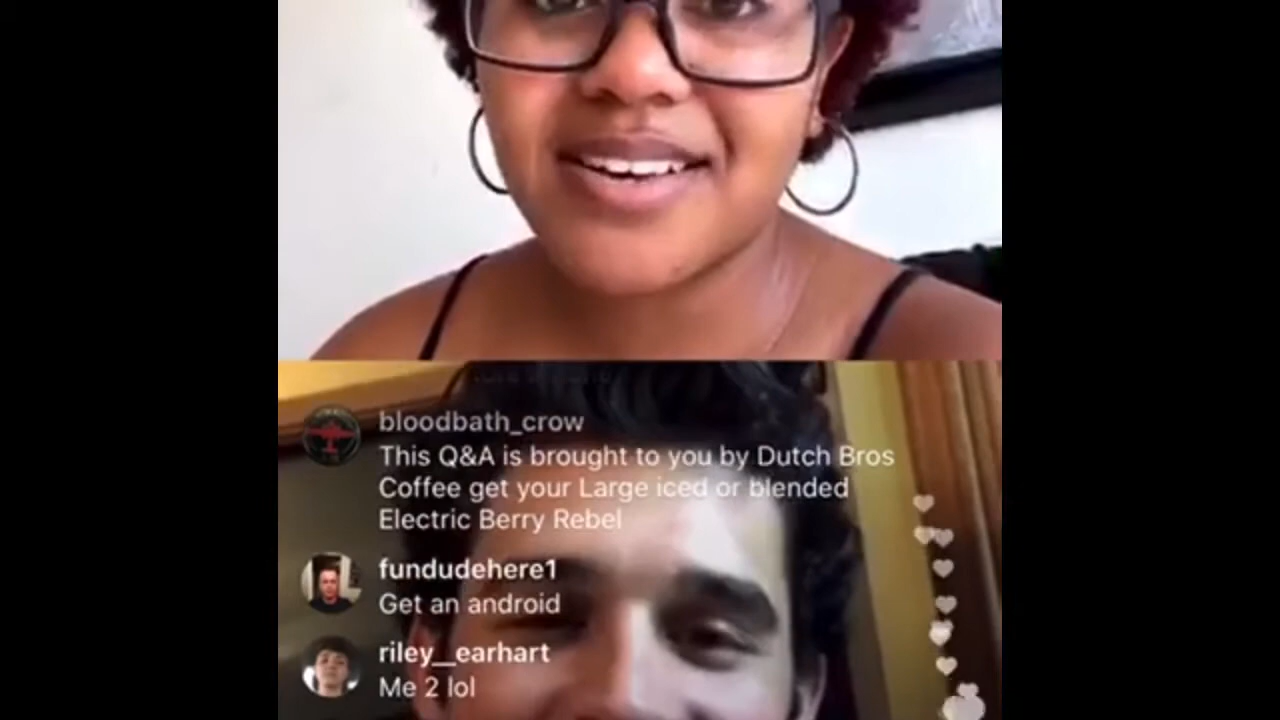 bloodbath_crow
This Q&A is brought to you by Dutch Bros
Coffee get your Large iced or blended
Electric Berry Rebel
fundudehere1
Get an android
riley__earhart
Me 2 lol